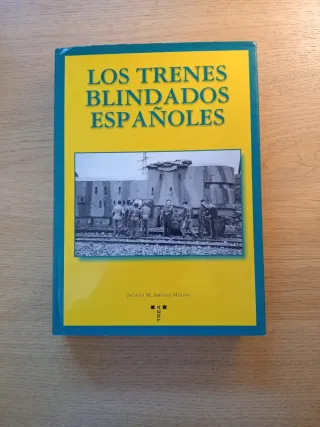 LOS TRENES
BLINDADOS
ESPAÑOLES
JACINTO M. ARÉVALO MOLINA
TREA